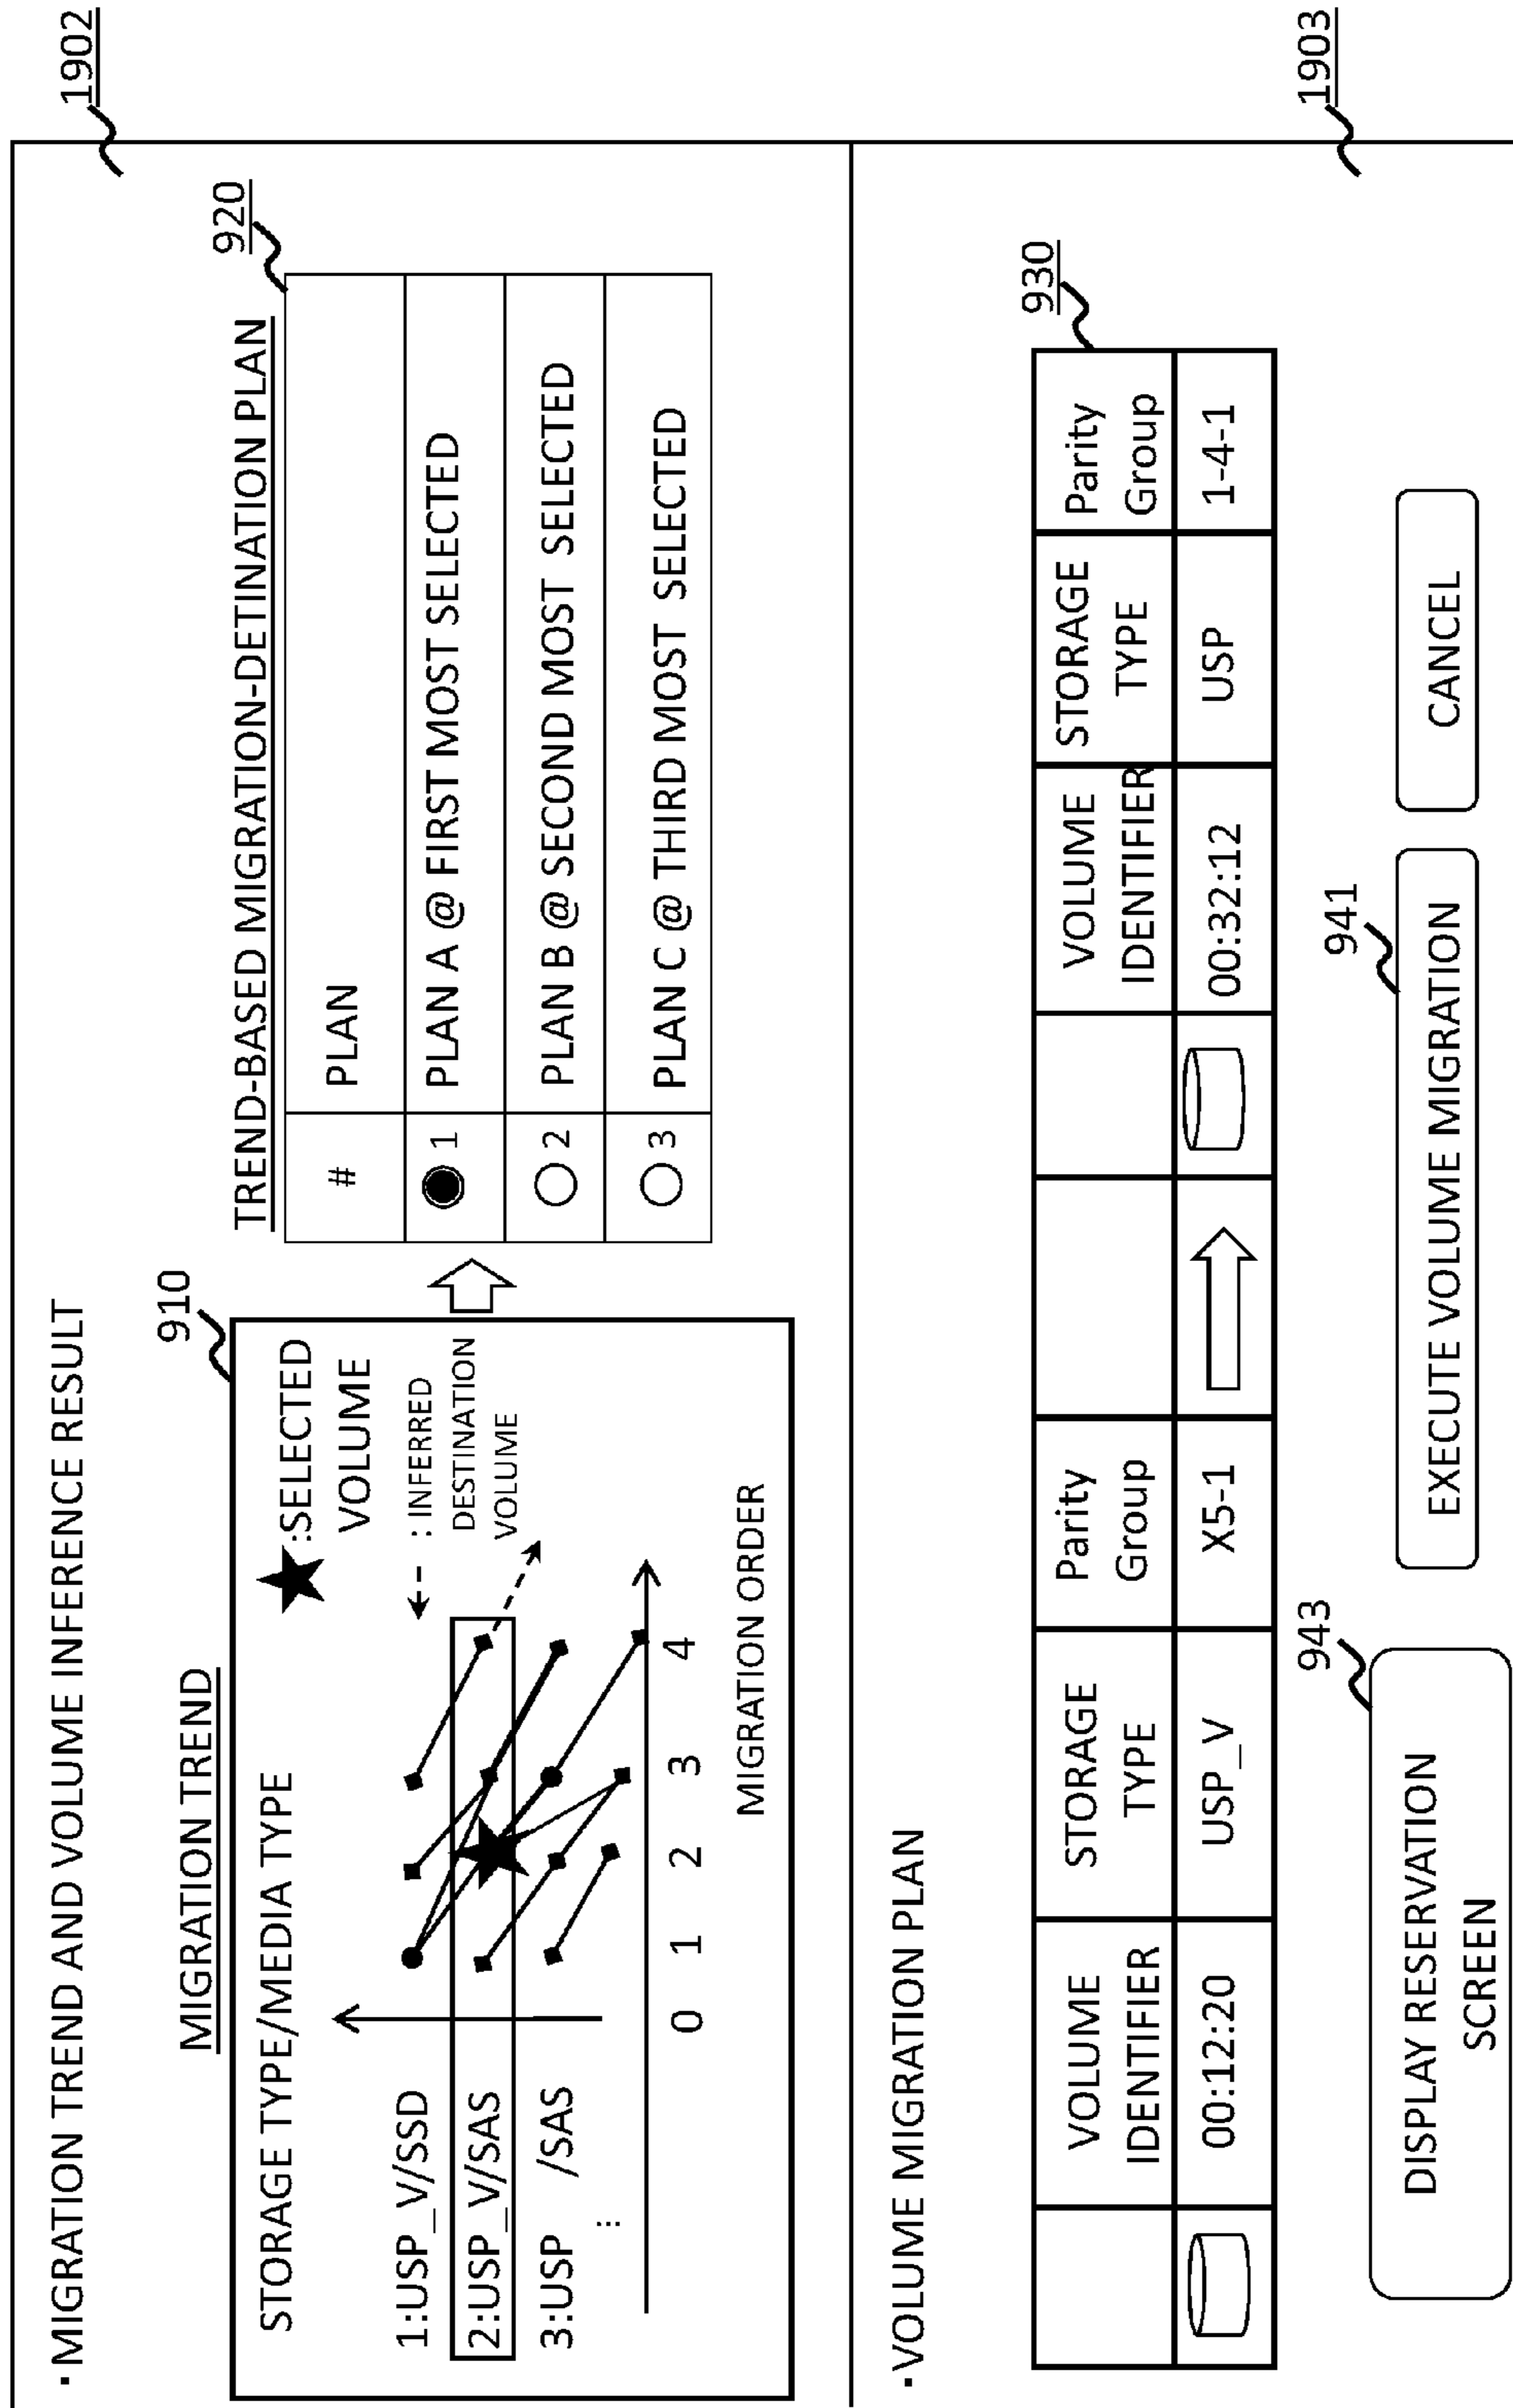 ・MIGRATION TREND AND VOLUME INFERENCE RESULT
1902
MIGRATION TREND
910
STORAGE TYPE/MEDIA TYPE
★:SELECTED
VOLUME
: INFERRED
DESTINATION
VOLUME
1:USP_V/SSD
2:USP_V/SAS
3:USP /SAS
...
0 1 2 3 4
MIGRATION ORDER
TREND-BASED MIGRATION-DETINATION PLAN
920
# PLAN
1 PLAN A @ FIRST MOST SELECTED
2 PLAN B @ SECOND MOST SELECTED
3 PLAN C @ THIRD MOST SELECTED
・VOLUME MIGRATION PLAN
1903
930
VOLUME IDENTIFIER STORAGE TYPE Parity Group VOLUME IDENTIFIER STORAGE TYPE Parity Group
00:12:20 USP_V X5-1 00:32:12 USP 1-4-1
943
941
DISPLAY RESERVATION
SCREEN
EXECUTE VOLUME MIGRATION
CANCEL